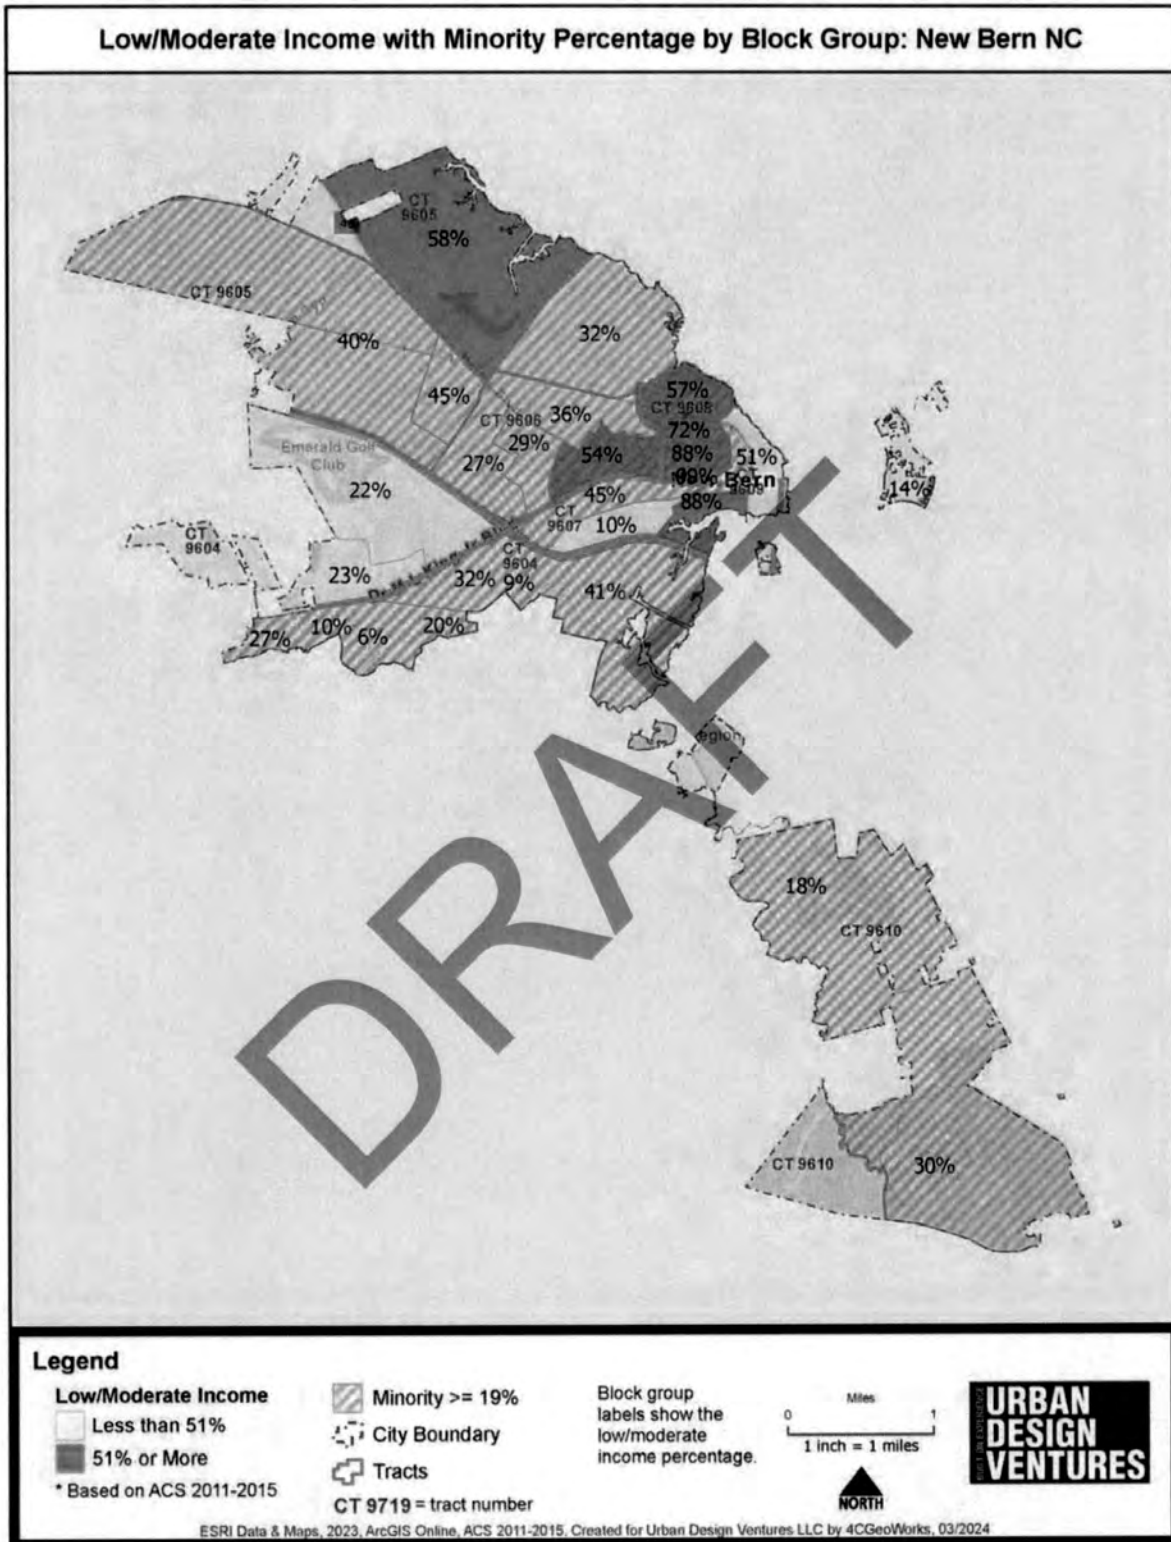 Low/Moderate Income with Minority Percentage by Block Group: New Bern NC
CT
9605
58%
CT 9605
32%
40%
45%
57%
CT 9608
CT 9606
36%
72%
29%
88%
51%
54%
27%
Bern
Emerald Golf
Club
14%
22%
45%
9609
88%
CT
9607
10%
CT
9604
CT
9604
23%
32%
9%
41%
10%
20%
27%
6%
egion
18%
CT 9610
CT 9610
30%
DRAFT
Legend
Low/Moderate Income
Less than 51%
51% or More
* Based on ACS 2011-2015
Minority >= 19%
City Boundary
Tracts
CT 9719 = tract number
Block group
labels show the
low/moderate
income percentage.
Miles
0 1
1 inch = 1 miles
NORTH
URBAN
DESIGN
VENTURES
ESRI Data & Maps, 2023, ArcGIS Online, ACS 2011-2015, Created for Urban Design Ventures LLC by 4CGeoWorks, 03/2024